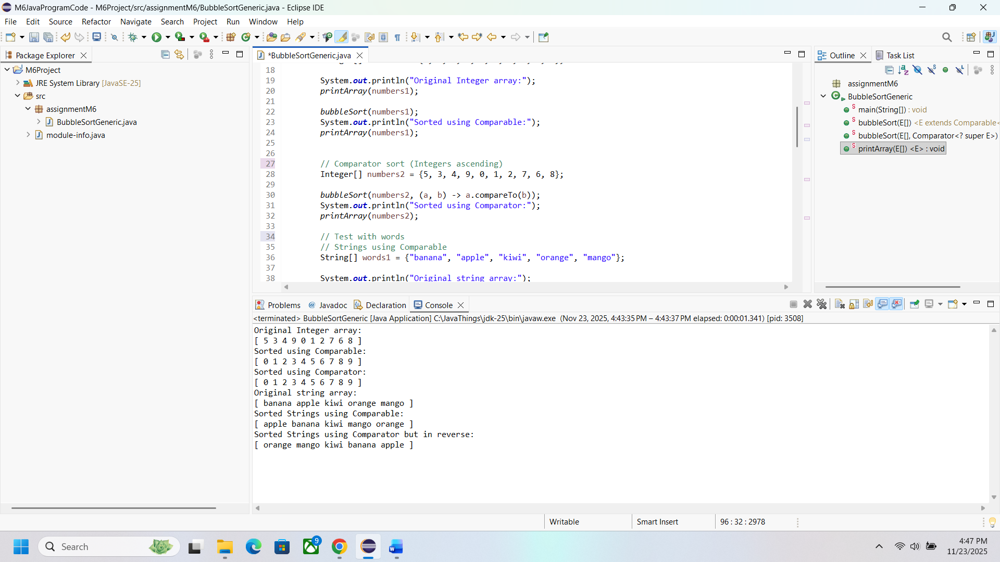 M6JavaProgramCode - M6Project/src/assignmentM6/BubbleSortGeneric.java - Eclipse IDE
File Edit Source Refactor Navigate Search Project Run Window Help
Package Explorer
M6Project
JRE System Library [JavaSE-25]
src
assignmentM6
BubbleSortGeneric.java
module-info.java
*BubbleSortGeneric.java
18
19 System.out.println("Original Integer array:");
20 printArray(numbers1);
21
22 bubbleSort(numbers1);
23 System.out.println("Sorted using Comparable:");
24 printArray(numbers1);
25
26
27 // Comparator sort (Integers ascending)
28 Integer[] numbers2 = {5, 3, 4, 9, 0, 1, 2, 7, 6, 8};
29
30 bubbleSort(numbers2, (a, b) -> a.compareTo(b));
31 System.out.println("Sorted using Comparator:");
32 printArray(numbers2);
33
34 // Test with words
35 // Strings using Comparable
36 String[] words1 = {"banana", "apple", "kiwi", "orange", "mango"};
37
38 System.out.println("Original string array:");
Outline Task List
assignmentM6
BubbleSortGeneric
main(String[]) : void
bubbleSort(E[]) <E extends Comparable<
bubbleSort(E[], Comparator<? super E>)
printArray(E[]) <E> : void
Problems Javadoc Declaration Console
<terminated> BubbleSortGeneric [Java Application] C:\JavaThings\jdk-25\bin\javaw.exe (Nov 23, 2025, 4:43:35 PM – 4:43:37 PM elapsed: 0:00:01.341) [pid: 3508]
Original Integer array:
[ 5 3 4 9 0 1 2 7 6 8 ]
Sorted using Comparable:
[ 0 1 2 3 4 5 6 7 8 9 ]
Sorted using Comparator:
[ 0 1 2 3 4 5 6 7 8 9 ]
Original string array:
[ banana apple kiwi orange mango ]
Sorted Strings using Comparable:
[ apple banana kiwi mango orange ]
Sorted Strings using Comparator but in reverse:
[ orange mango kiwi banana apple ]
Writable Smart Insert 96 : 32 : 2978
Search
9
4:47 PM
11/23/2025